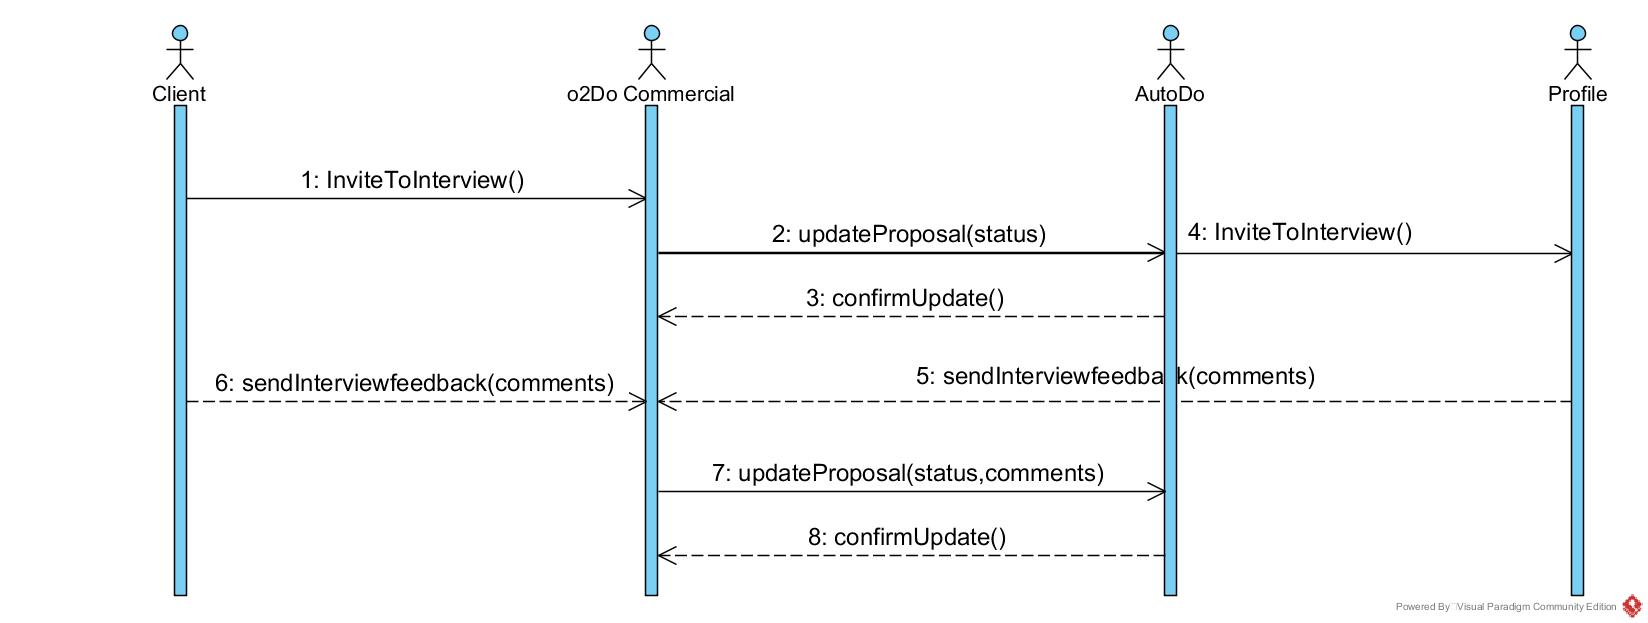 Client
o2Do Commercial
AutoDo
Profile
1: InviteToInterview()
2: updateProposal(status)
4: InviteToInterview()
3: confirmUpdate()
6: sendInterviewfeedback(comments)
5: sendInterviewfeedback(comments)
7: updateProposal(status,comments)
8: confirmUpdate()
Powered By Visual Paradigm Community Edition